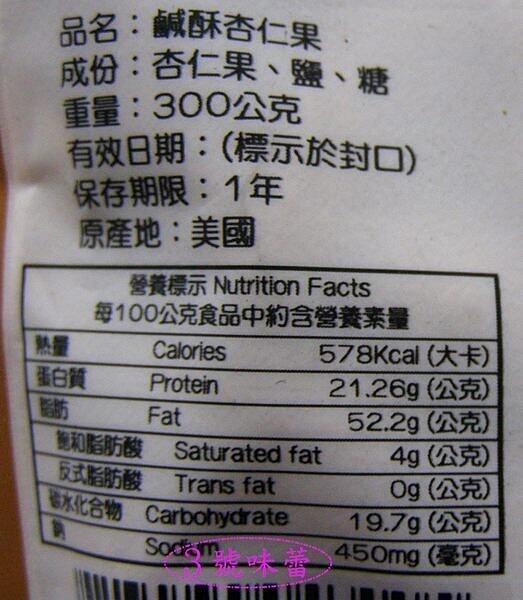 品名：鹹酥杏仁果
成份：杏仁果、鹽、糖
重量：300公克
有效日期：(標示於封口)
保存期限：1年
原產地：美國
營養標示 Nutrition Facts
每100公克食品中約含營養素量
熱量 Calories 578Kcal (大卡)
蛋白質 Protein 21.26g (公克)
脂肪 Fat 52.2g (公克)
飽和脂肪酸 Saturated fat 4g (公克)
反式脂肪酸 Trans fat 0g (公克)
碳水化合物 Carbohydrate 19.7g (公克)
鈉 450mg (毫克)
3號味蕾